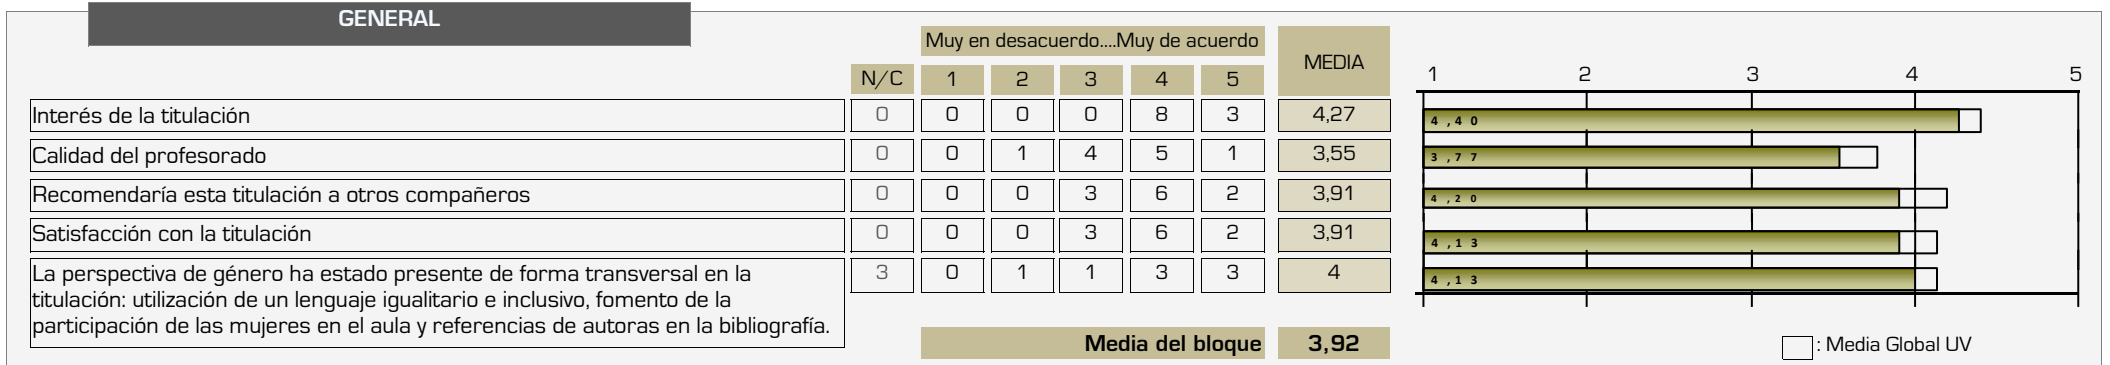 GENERAL
Muy en desacuerdo....Muy de acuerdo
MEDIA
N/C 1 2 3 4 5
1 2 3 4 5
Interés de la titulación 0 0 0 0 8 3 4,27 4,40
Calidad del profesorado 0 0 1 4 5 1 3,55 3,77
Recomendaría esta titulación a otros compañeros 0 0 0 3 6 2 3,91 4,20
Satisfacción con la titulación 0 0 0 3 6 2 3,91 4,13
La perspectiva de género ha estado presente de forma transversal en la 3 0 1 1 3 3 4 4,13
titulación: utilización de un lenguaje igualitario e inclusivo, fomento de la
participación de las mujeres en el aula y referencias de autoras en la bibliografía.
Media del bloque 3,92
: Media Global UV